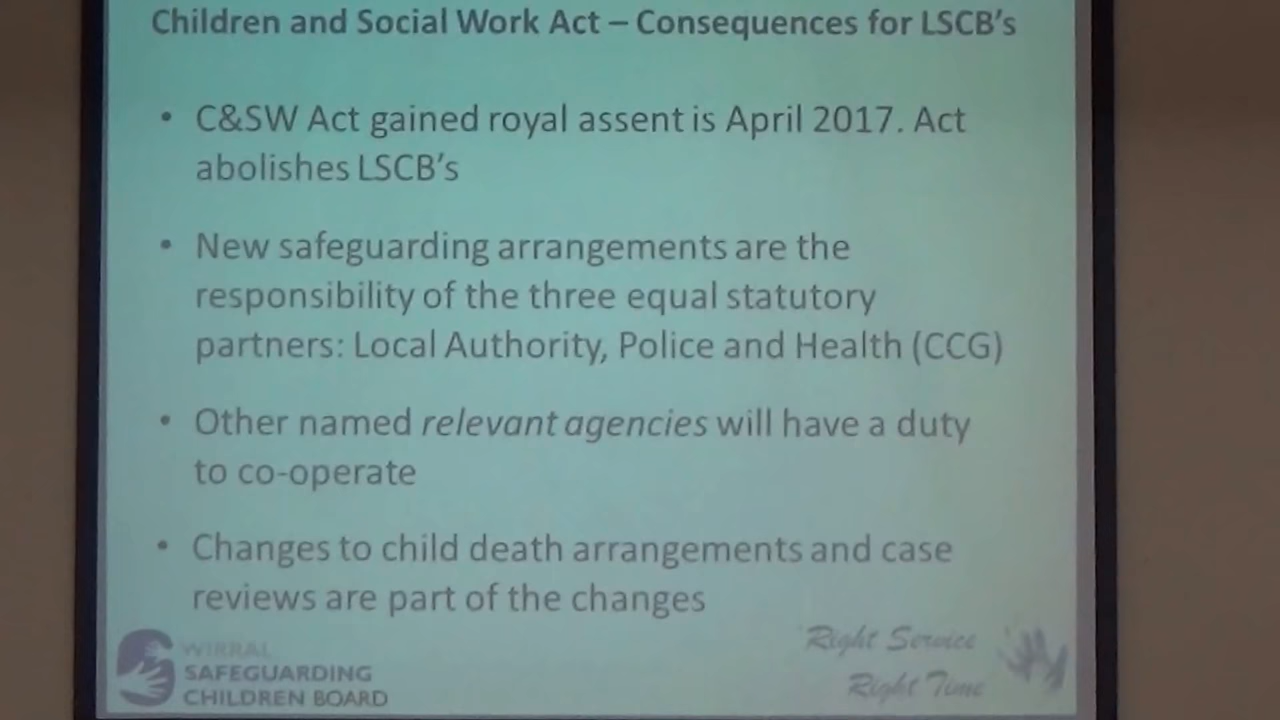 Children and Social Work Act – Consequences for LSCB's
• C&SW Act gained royal assent is April 2017. Act
abolishes LSCB's
• New safeguarding arrangements are the
responsibility of the three equal statutory
partners: Local Authority, Police and Health (CCG)
• Other named relevant agencies will have a duty
to co-operate
• Changes to child death arrangements and case
reviews are part of the changes
WIRRAL
SAFEGUARDING
CHILDREN BOARD
Right Service
Right Time